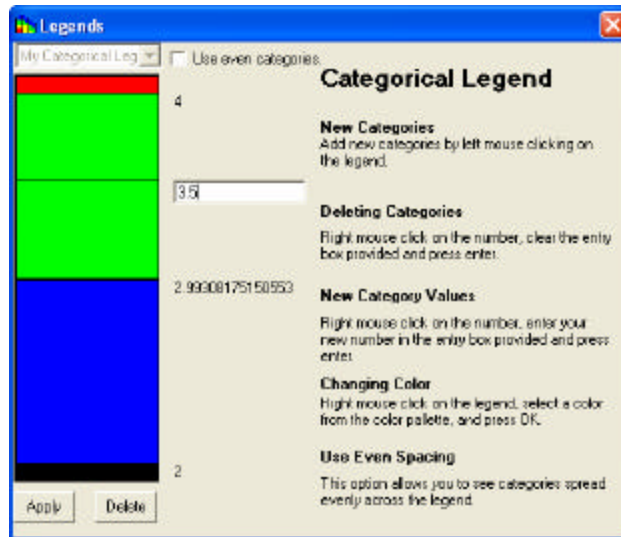 Legends
My Categorical Leg
Use even categories.
Categorical Legend
4
New Categories
Add new categories by left mouse clicking on
the legend.
3.5
Deleting Categories
Right mouse click on the number, clear the entry
box provided and press enter.
2.99308175150553
New Category Values
Right mouse click on the number, enter your
new number in the entry box provided and press
enter.
Changing Color
Right mouse click on the legend, select a color
from the color pallette, and press OK.
Use Even Spacing
2
This option allows you to see categories spread
evenly across the legend.
Apply
Delete